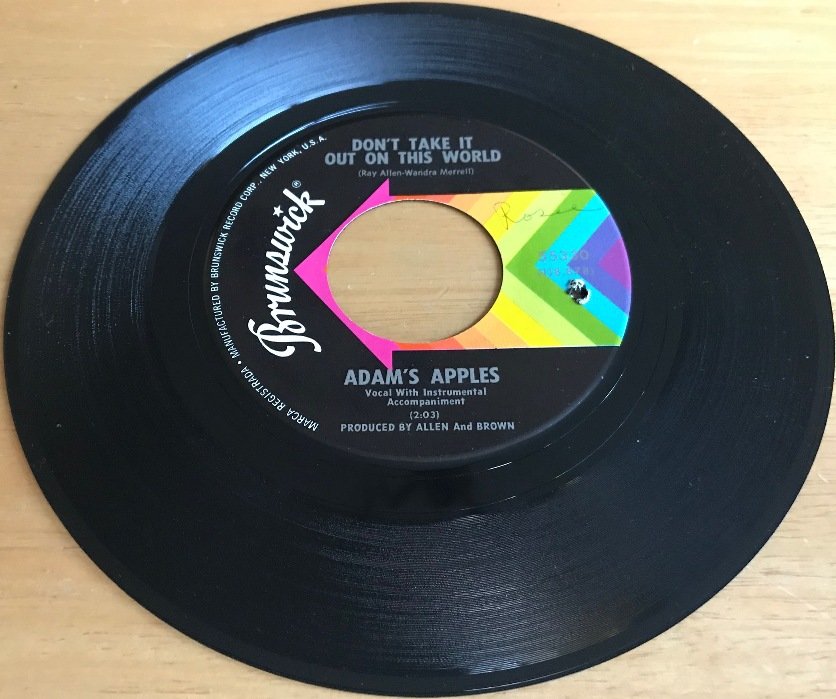 DON'T TAKE IT
OUT ON THIS WORLD
(Ray Allen-Wandra Merrell)
Brunswick®
MARCA REGISTRADA • MANUFACTURED BY BRUNSWICK RECORD CORP., NEW YORK, U.S.A.
Rosie
ADAM'S APPLES
Vocal With Instrumental
Accompaniment
(2:03)
PRODUCED BY ALLEN And BROWN